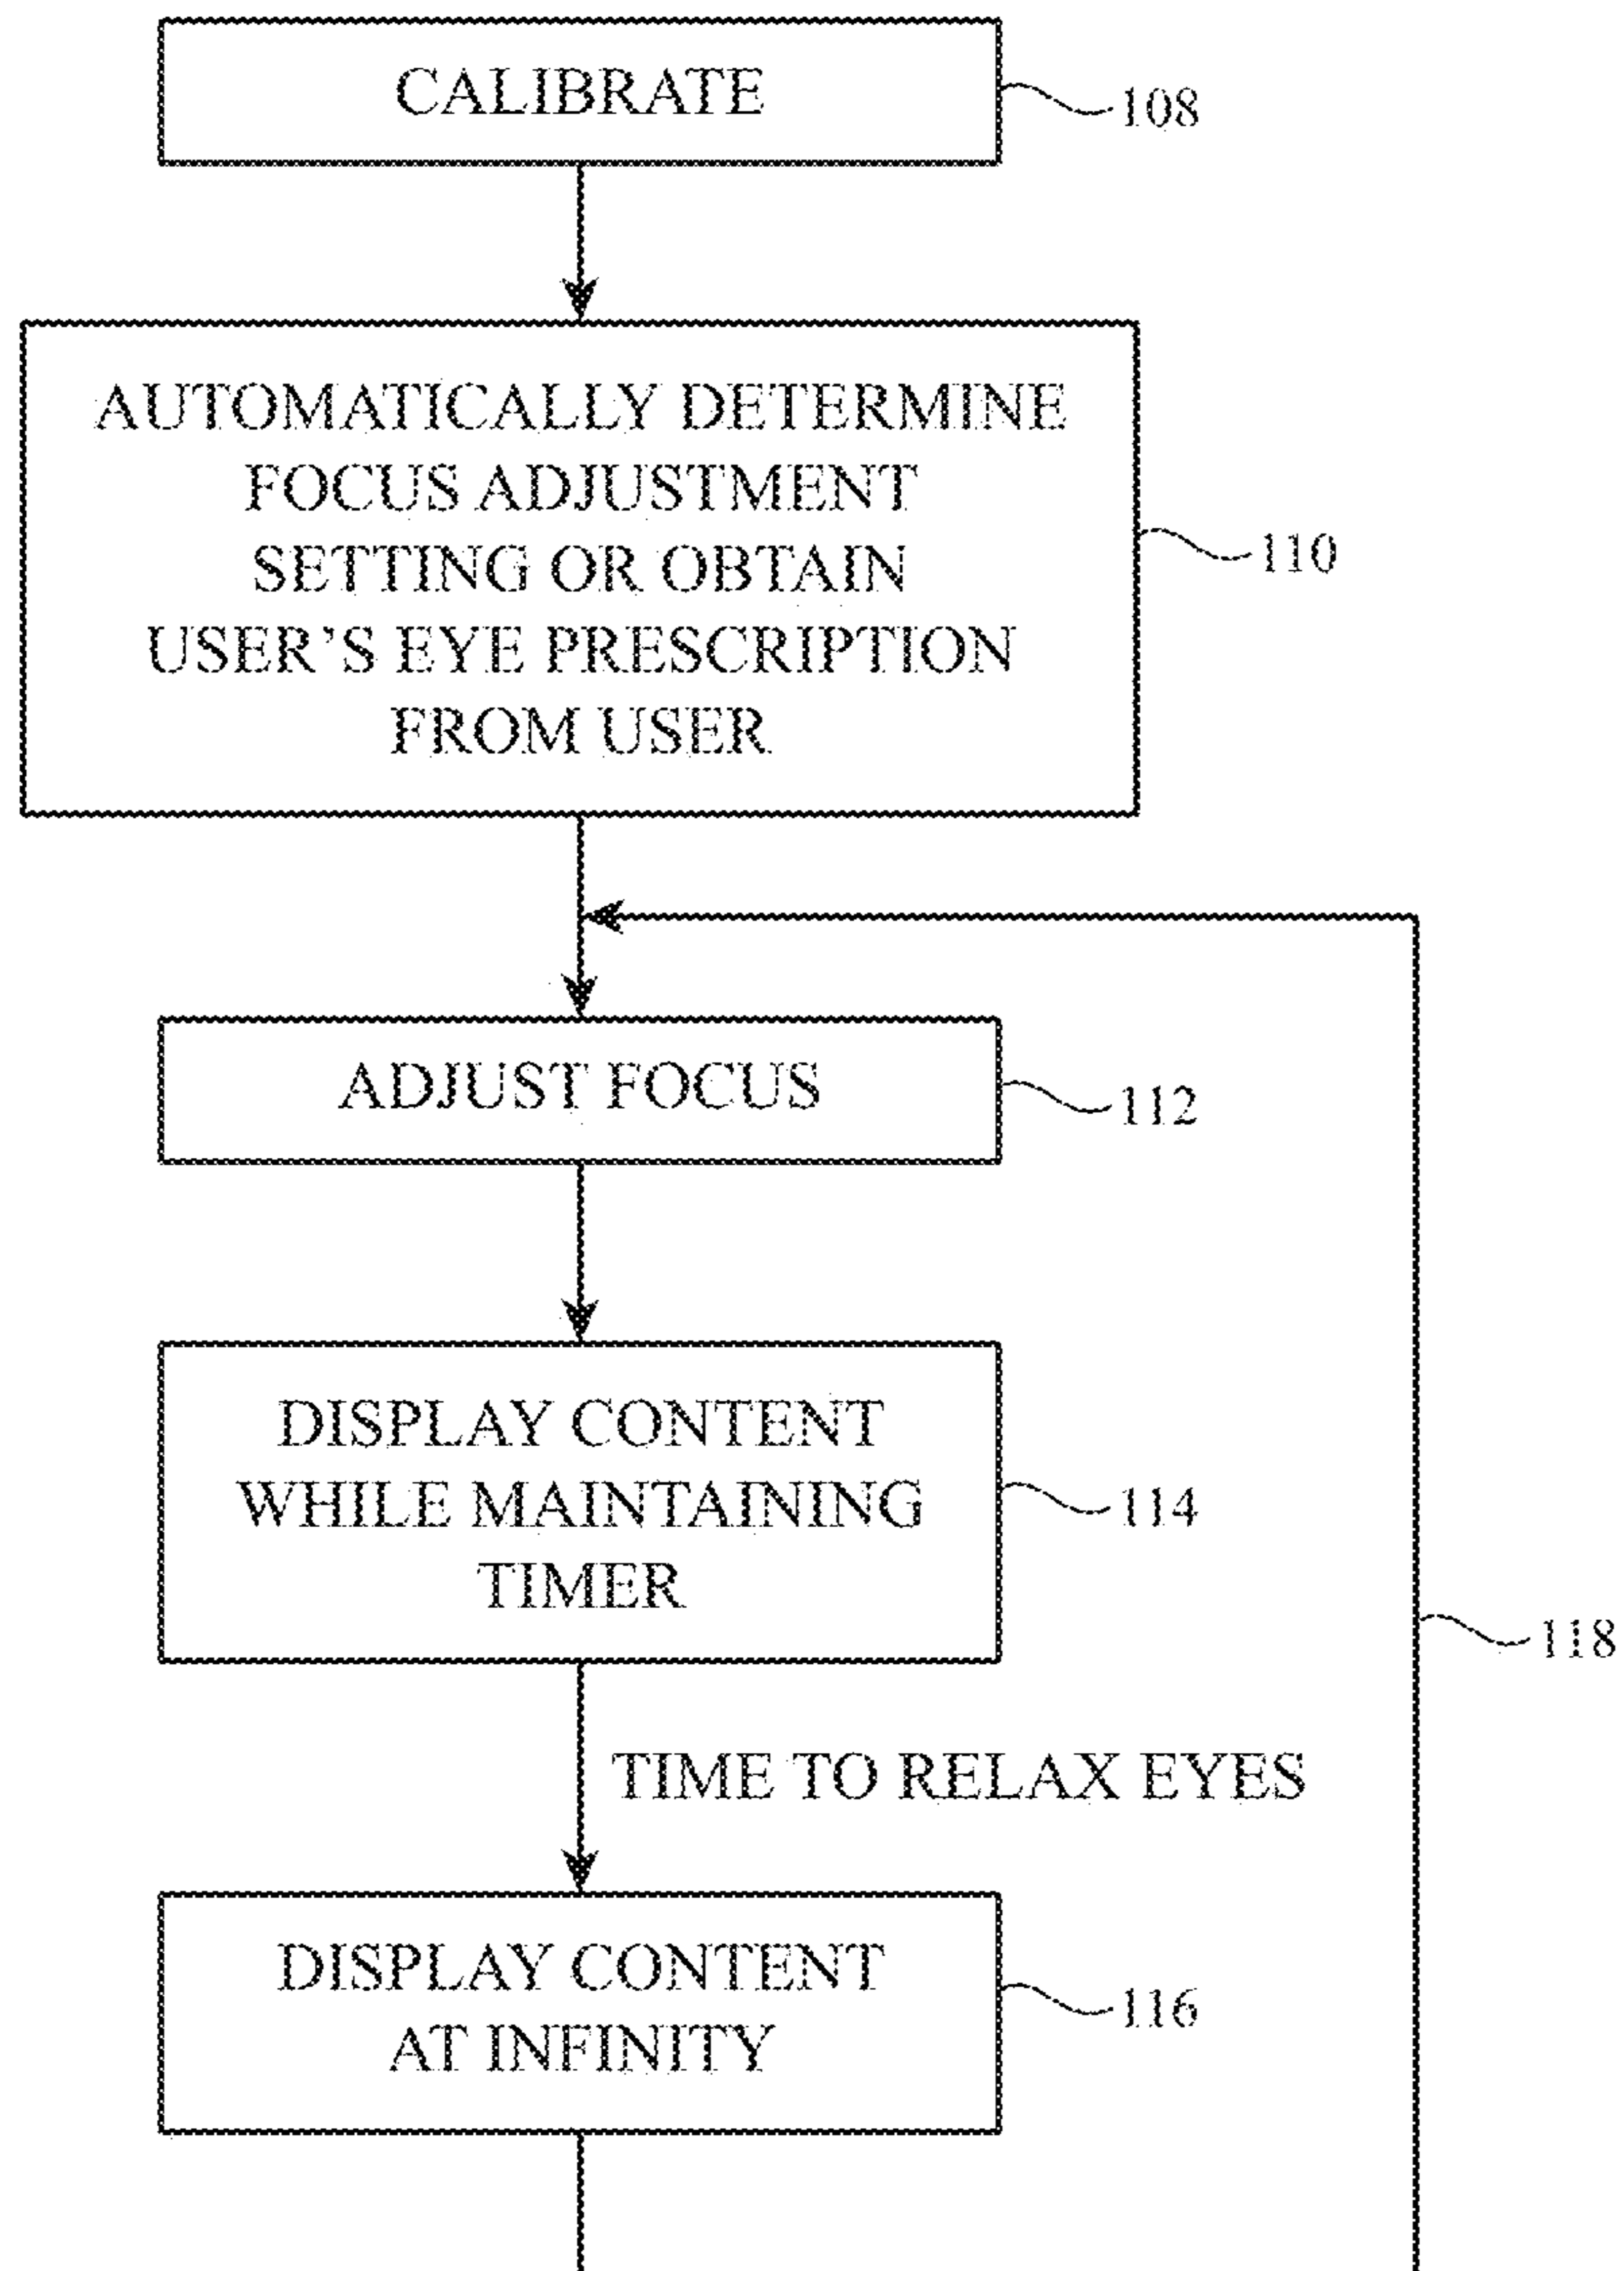 CALIBRATE
108
AUTOMATICALLY DETERMINE
FOCUS ADJUSTMENT
SETTING OR OBTAIN
USER'S EYE PRESCRIPTION
FROM USER
110
ADJUST FOCUS
112
DISPLAY CONTENT
WHILE MAINTAINING
TIMER
114
118
TIME TO RELAX EYES
DISPLAY CONTENT
AT INFINITY
116